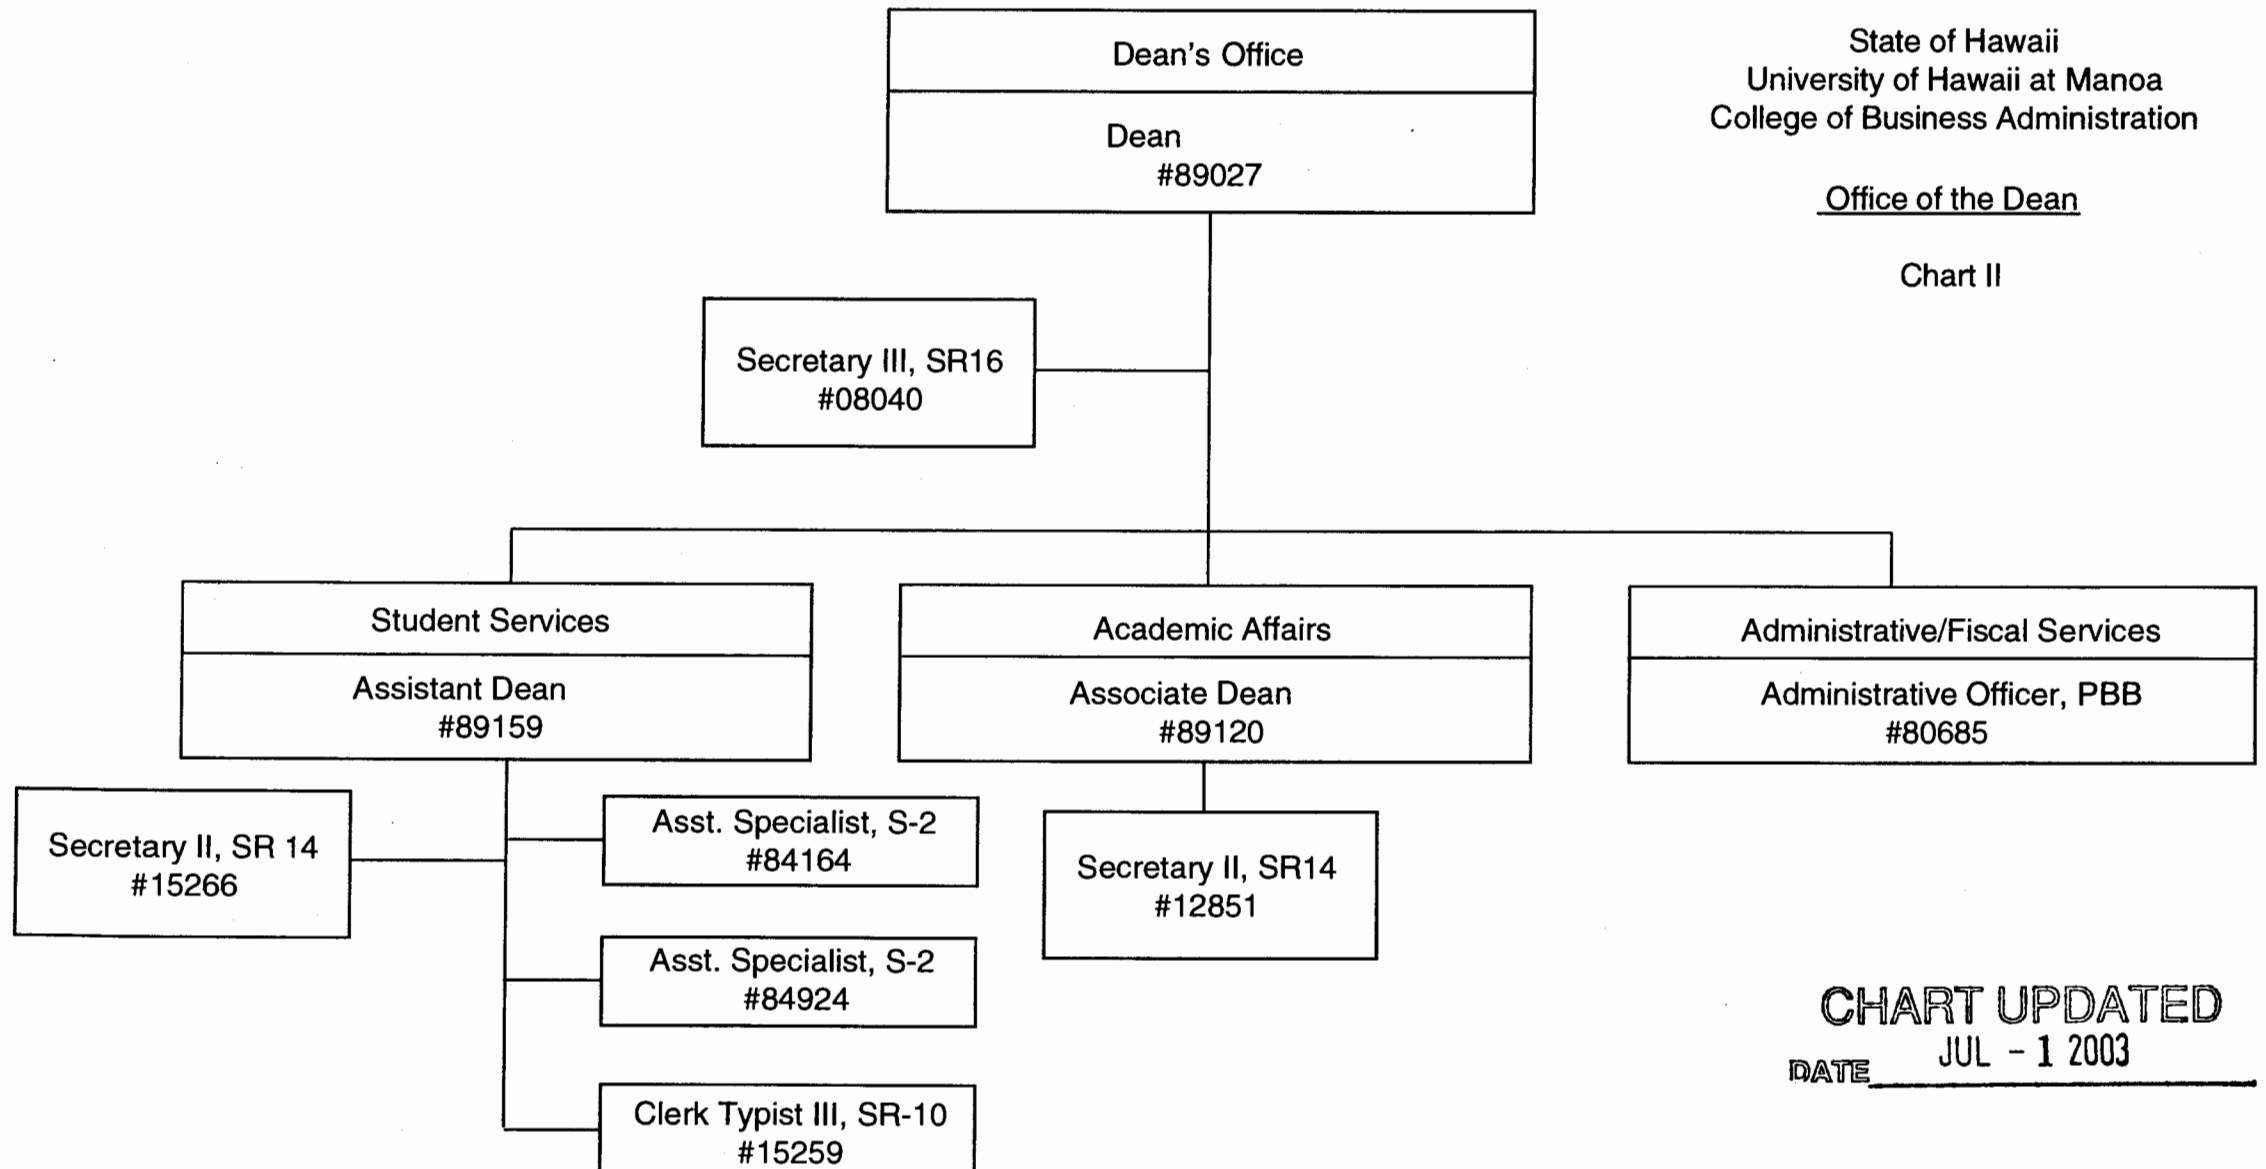 Dean's Office
Dean
#89027
State of Hawaii
University of Hawaii at Manoa
College of Business Administration
Office of the Dean
Chart II
Secretary III, SR16
#08040
Student Services
Assistant Dean
#89159
Academic Affairs
Associate Dean
#89120
Administrative/Fiscal Services
Administrative Officer, PBB
#80685
Secretary II, SR 14
#15266
Asst. Specialist, S-2
#84164
Asst. Specialist, S-2
#84924
Clerk Typist III, SR-10
#15259
Secretary II, SR14
#12851
CHART UPDATED
DATE JUL - 1 2003